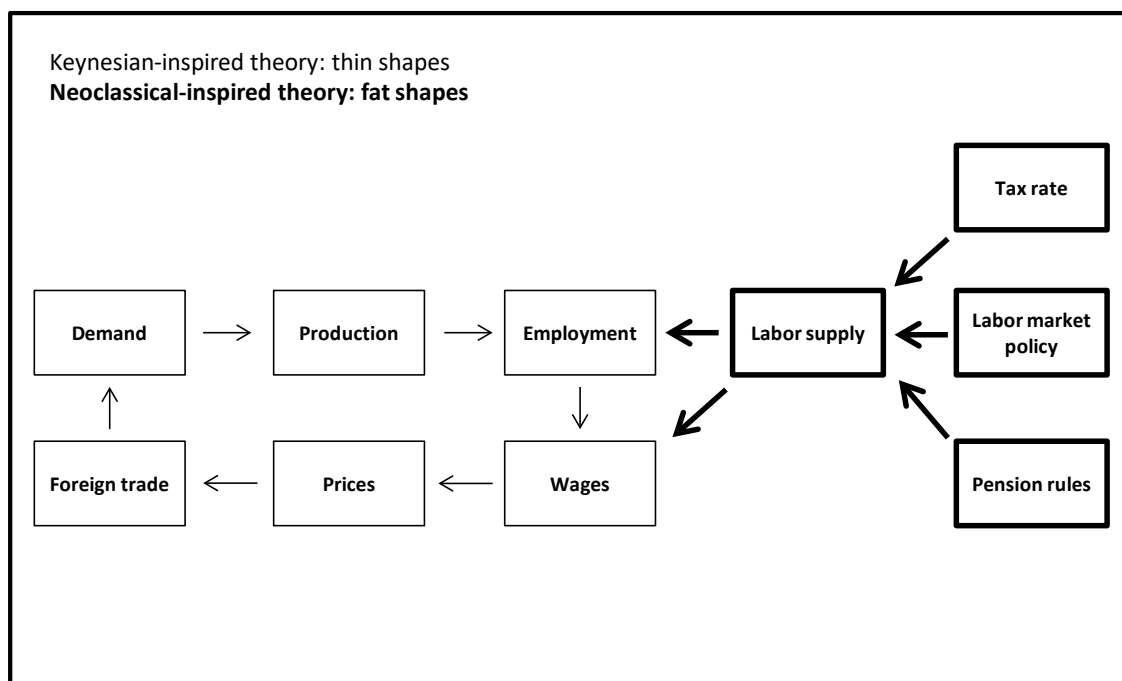 Keynesian-inspired theory: thin shapes
Neoclassical-inspired theory: fat shapes
Tax rate
Demand
Production
Employment
Labor supply
Labor market
policy
Foreign trade
Prices
Wages
Pension rules